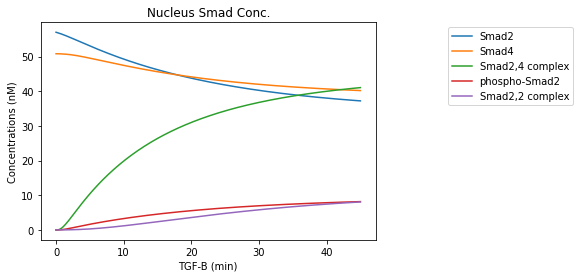 Nucleus Smad Conc.
Concentrations (nM)
50
40
30
20
10
0
0 10 20 30 40
TGF-B (min)
Smad2
Smad4
Smad2,4 complex
phospho-Smad2
Smad2,2 complex